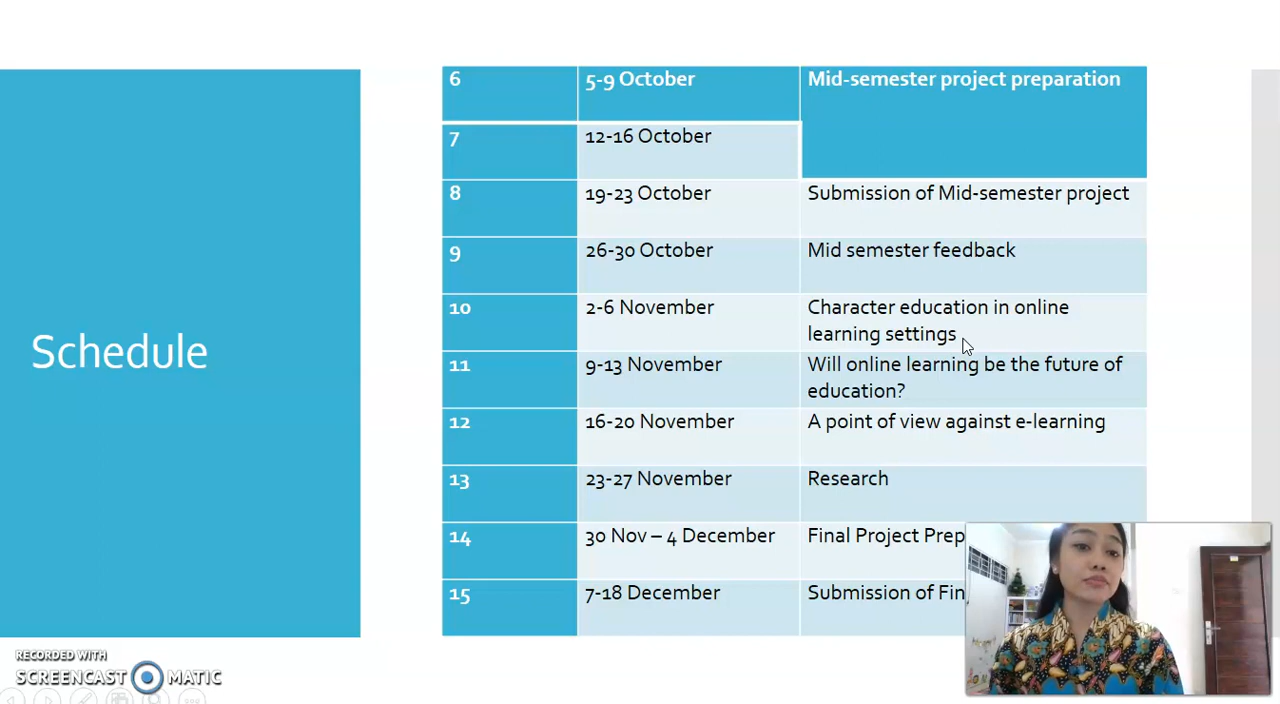 6 5-9 October Mid-semester project preparation
7 12-16 October
8 19-23 October Submission of Mid-semester project
9 26-30 October Mid semester feedback
10 2-6 November Character education in online
learning settings
11 9-13 November Will online learning be the future of
education?
12 16-20 November A point of view against e-learning
13 23-27 November Research
14 30 Nov – 4 December Final Project Prep
15 7-18 December Submission of Fin
Schedule
RECORDED WITH
SCREENCAST MATIC